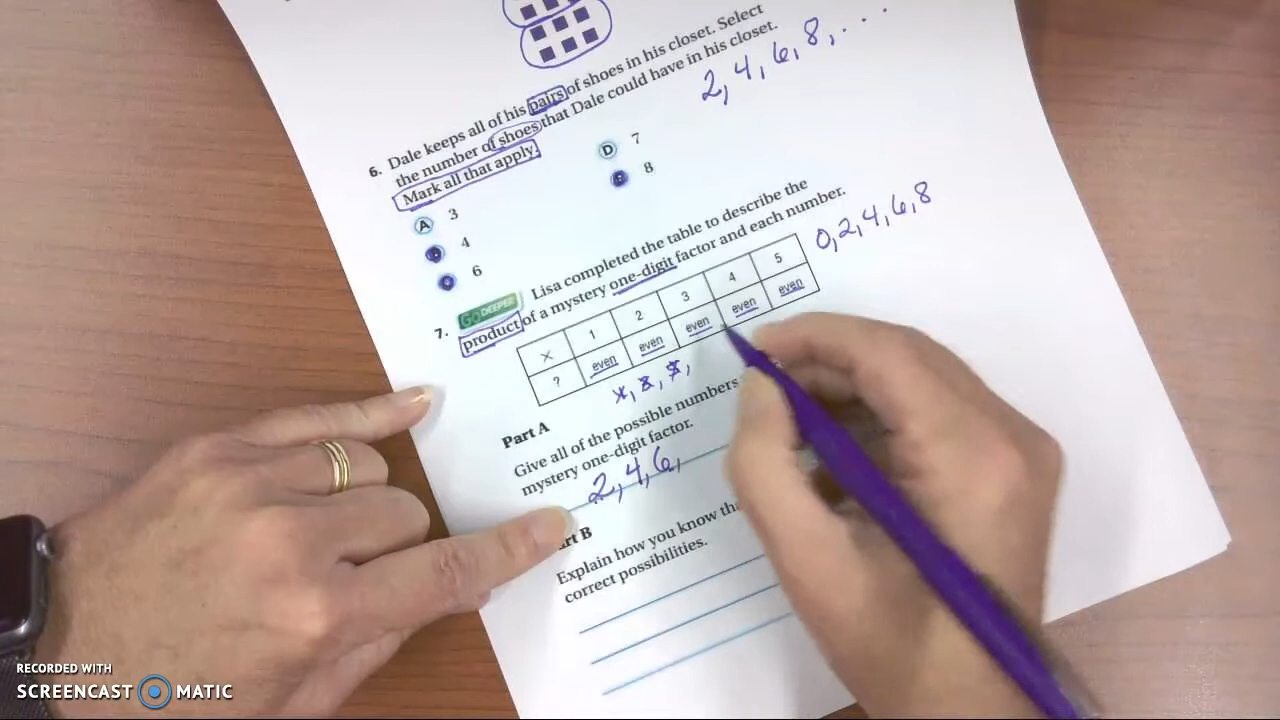 6. Dale keeps all of his pairs of shoes in his closet. Select
the number of shoes that Dale could have in his closet.
Mark all that apply.
2, 4, 6, 8, ...
A 3
4
6
D 7
8
7. GO DEEPER Lisa completed the table to describe the
product of a mystery one-digit factor and each number.
0, 2, 4, 6, 8
× 1 2 3 4 5
? even even even even even
Part A
Give all of the possible numbers
mystery one-digit factor.
2, 4, 6,
Part B
Explain how you know tha
correct possibilities.
RECORDED WITH
SCREENCAST MATIC